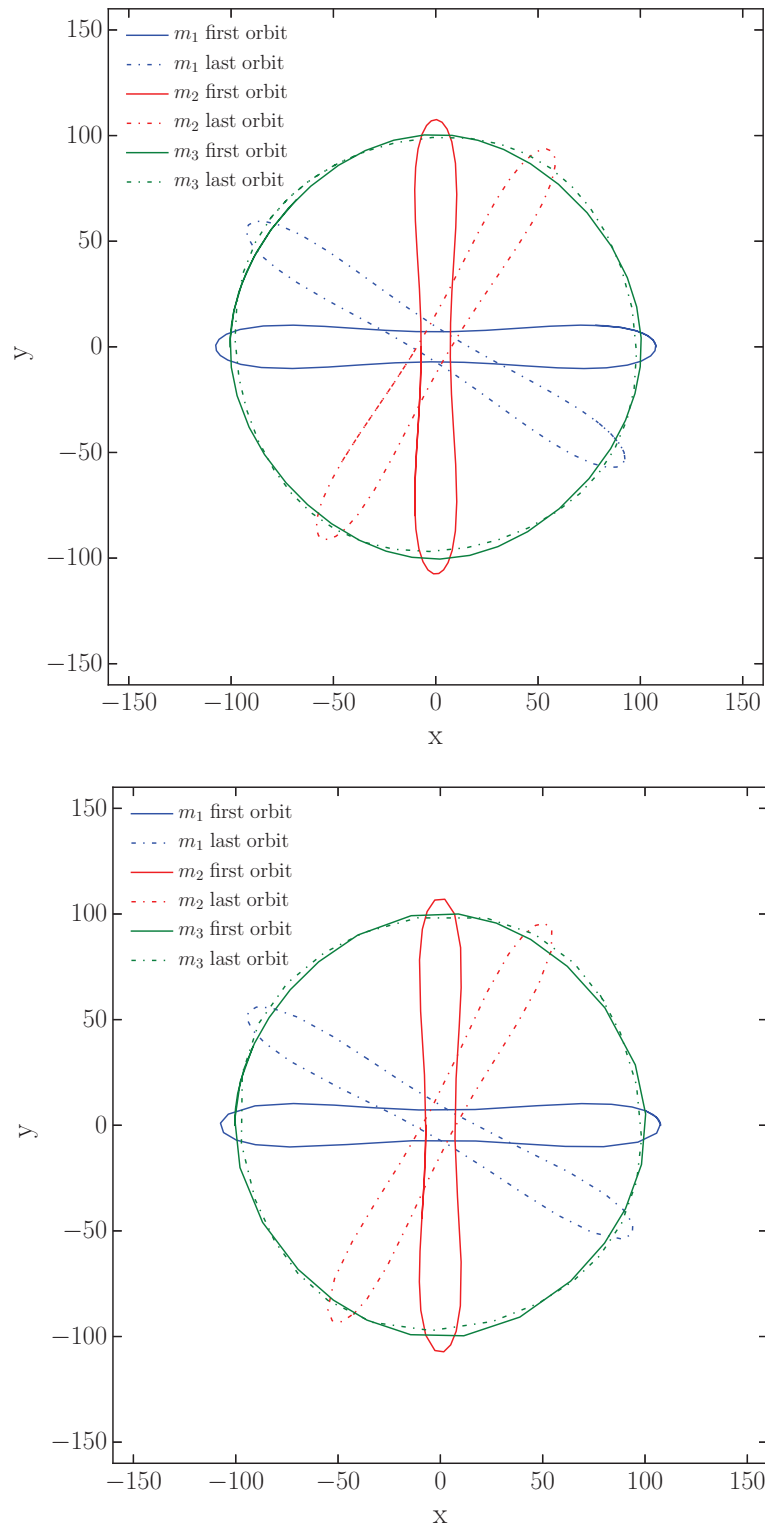 150
m₁ first orbit
m₁ last orbit
m₂ first orbit
100
m₂ last orbit
m₃ first orbit
m₃ last orbit
50
y
0
−50
−100
−150
−150 −100 −50 0 50 100 150
x
150
m₁ first orbit
m₁ last orbit
m₂ first orbit
m₂ last orbit
100
m₃ first orbit
m₃ last orbit
50
y
0
−50
−100
−150
−150 −100 −50 0 50 100 150
x